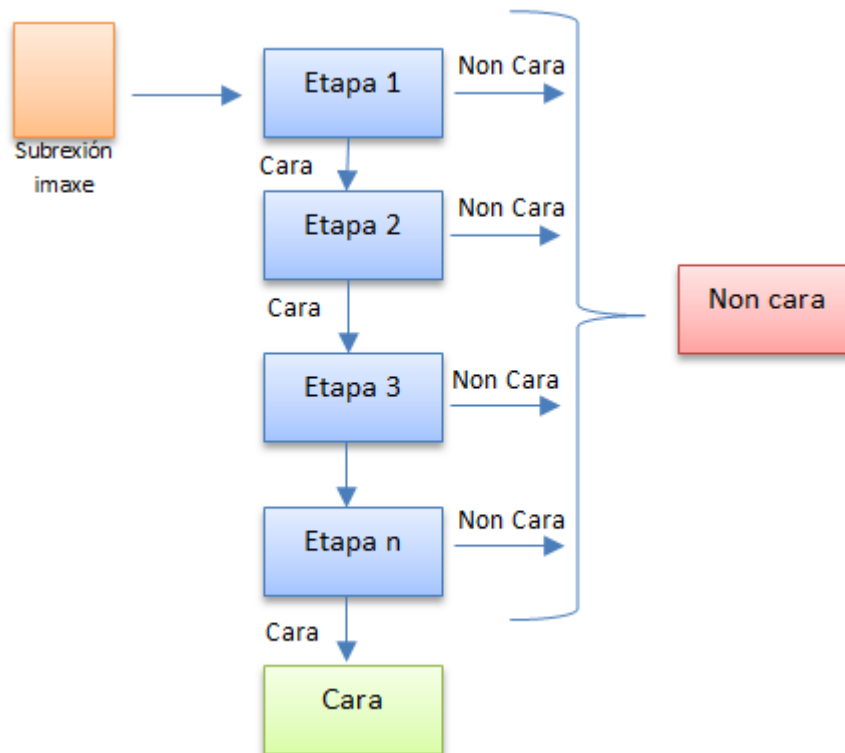 Subrexión
imaxe
Etapa 1
Non Cara
Cara
Etapa 2
Non Cara
Cara
Etapa 3
Non Cara
Etapa n
Non Cara
Cara
Cara
Non cara